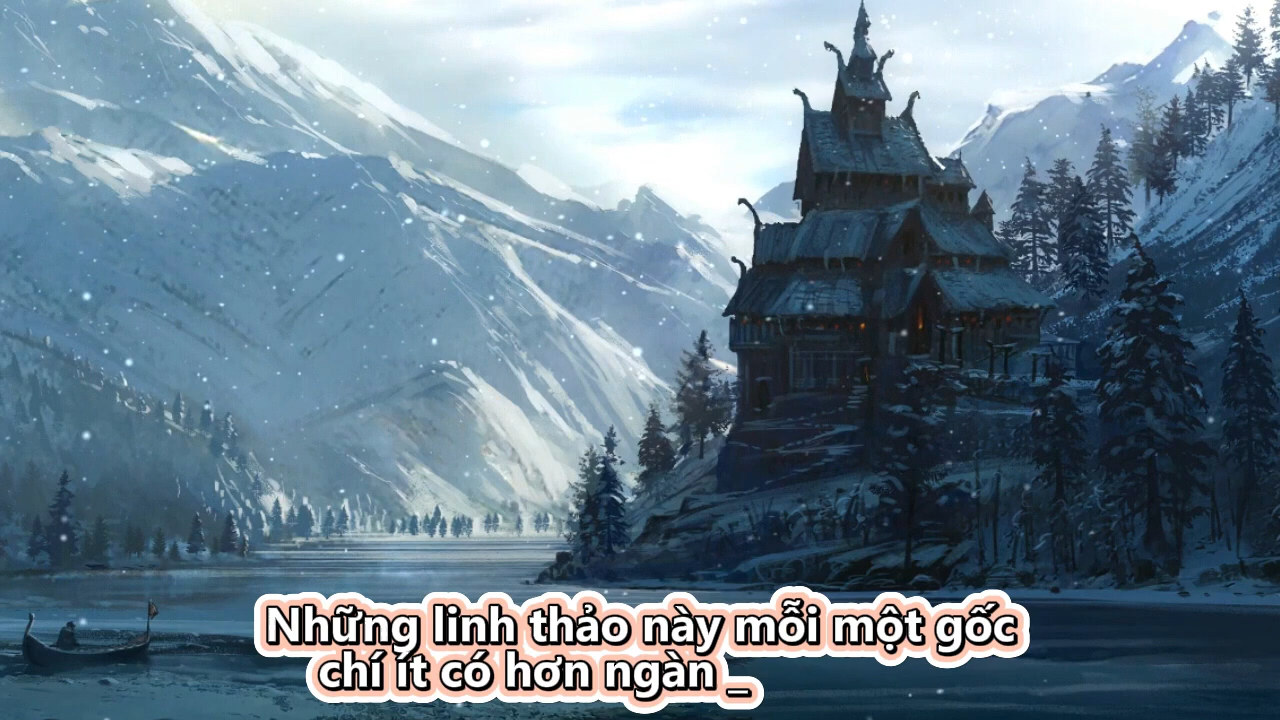 Những linh thảo này mỗi một gốc
chí ít có hơn ngàn _